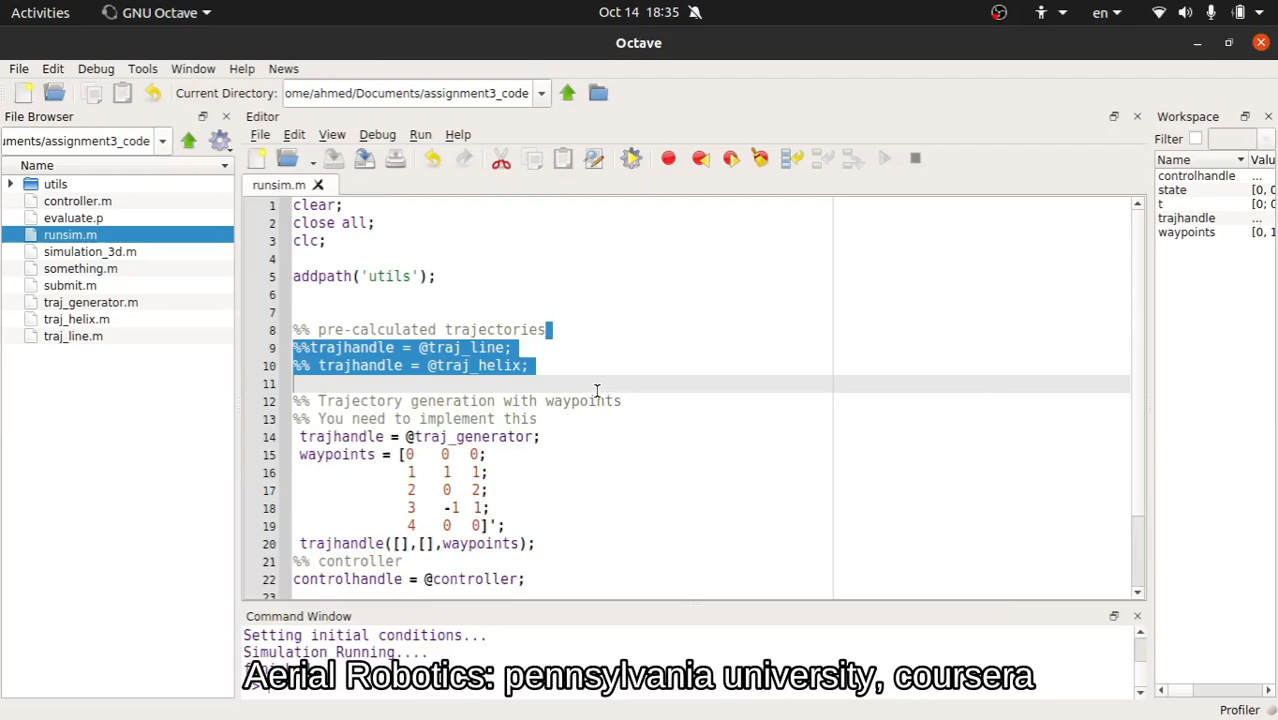 Activities GNU Octave Oct 14 18:35 en
Octave
File Edit Debug Tools Window Help News
Current Directory: ome/ahmed/Documents/assignment3_code
File Browser
uments/assignment3_code
Name
utils
controller.m
evaluate.p
runsim.m
simulation_3d.m
something.m
submit.m
traj_generator.m
traj_helix.m
traj_line.m
Editor
File Edit View Debug Run Help
runsim.m
1 clear;
2 close all;
3 clc;
4
5 addpath('utils');
6
7
8 %% pre-calculated trajectories
9 %%trajhandle = @traj_line;
10 %% trajhandle = @traj_helix;
11
12 %% Trajectory generation with waypoints
13 %% You need to implement this
14 trajhandle = @traj_generator;
15 waypoints = [0 0 0;
16 1 1 1;
17 2 0 2;
18 3 -1 1;
19 4 0 0]';
20 trajhandle([],[],waypoints);
21 %% controller
22 controlhandle = @controller;
23
Command Window
Setting initial conditions...
Simulation Running....
Aerial Robotics: pennsylvania university, coursera
Workspace
Filter
Name Valu
controlhandle ...
state [0, 0
t [0; 0
trajhandle ...
waypoints [0, 1
Profiler